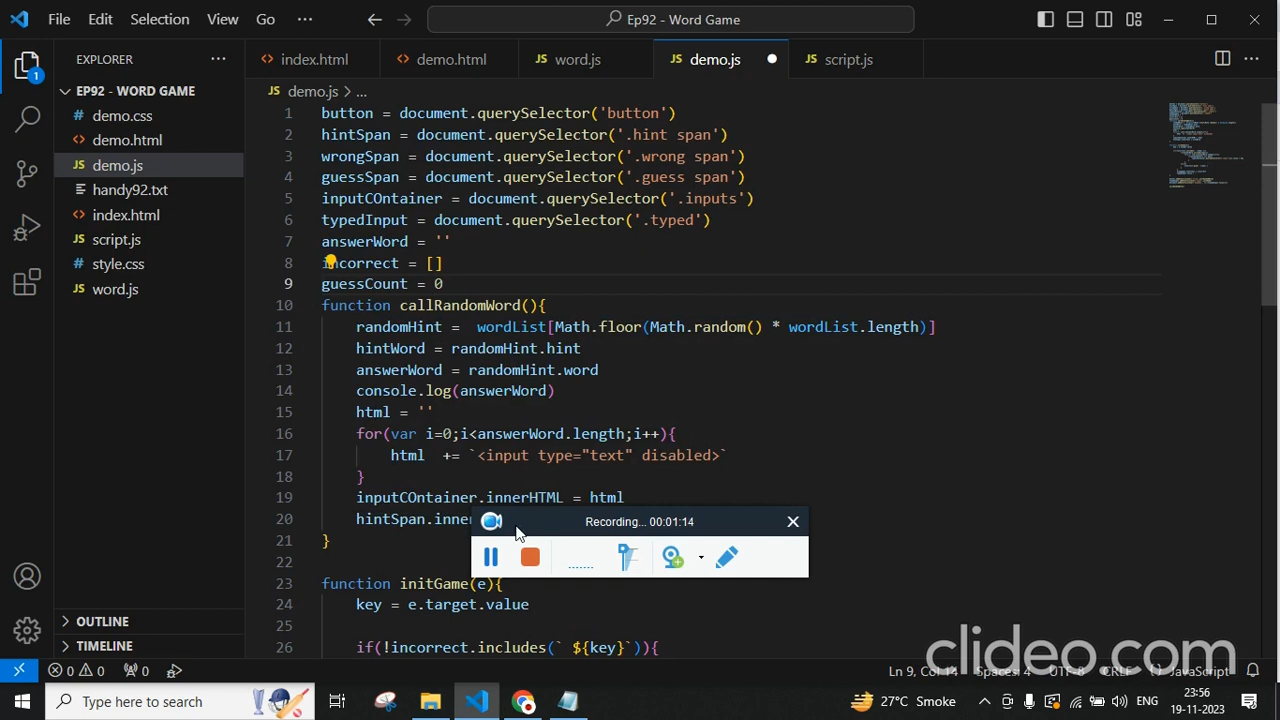 File Edit Selection View Go ··· Ep92 - Word Game
EXPLORER ···
index.html demo.html word.js demo.js script.js ···
EP92 - WORD GAME
demo.css
demo.html
demo.js
handy92.txt
index.html
script.js
style.css
word.js
OUTLINE
TIMELINE
1
JS demo.js > ...
1 button = document.querySelector('button')
2 hintSpan = document.querySelector('.hint span')
3 wrongSpan = document.querySelector('.wrong span')
4 guessSpan = document.querySelector('.guess span')
5 inputCOntainer = document.querySelector('.inputs')
6 typedInput = document.querySelector('.typed')
7 answerWord = ''
8 incorrect = []
9 guessCount = 0
10 function callRandomWord(){
11 randomHint = wordList[Math.floor(Math.random() * wordList.length)]
12 hintWord = randomHint.hint
13 answerWord = randomHint.word
14 console.log(answerWord)
15 html = ''
16 for(var i=0;i<answerWord.length;i++){
17 html += `<input type="text" disabled>`
18 }
19 inputCOntainer.innerHTML = html
20 hintSpan.inne
21 }
22
23 function initGame(e){
24 key = e.target.value
25
26 if(!incorrect.includes(` ${key}`)){
Recording... 00:01:14
clideo.com
0 0 0 Ln 9, Col 15 Spaces: 4 UTF-8 CRLF {} JavaScript
Type here to search 27°C Smoke ENG 23:56
19-11-2023